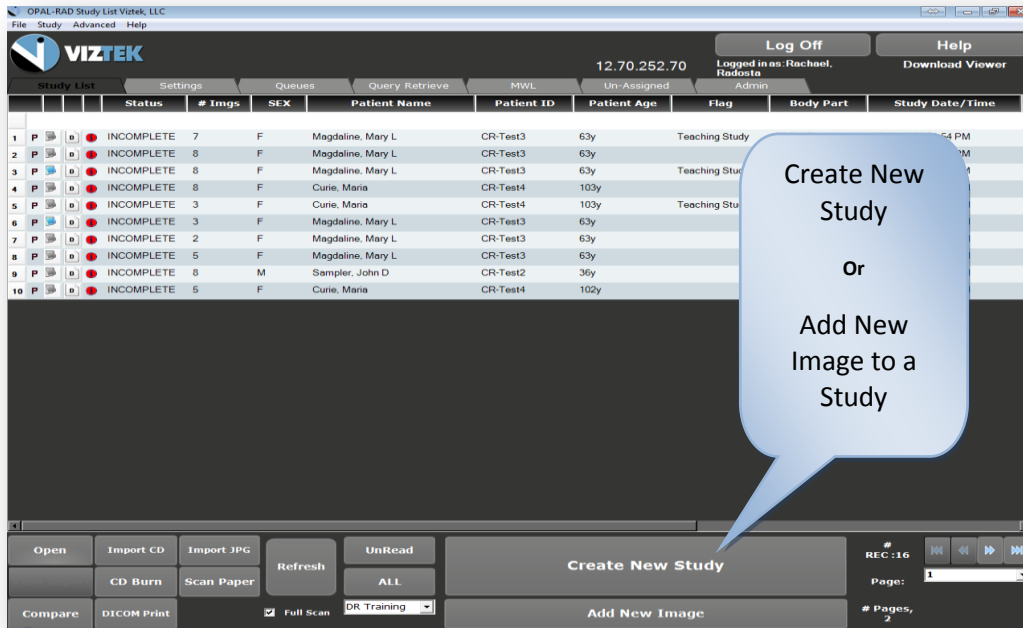 OPAL-RAD Study List Viztek, LLC
File Study Advanced Help
VIZTEK
12.70.252.70
Log Off
Help
Logged in as: Rachael, Radosta
Download Viewer
Study List Settings Queues Query Retrieve MWL Un-Assigned Admin
Status # Imgs SEX Patient Name Patient ID Patient Age Flag Body Part Study Date/Time
1 P D INCOMPLETE 7 F Magdaline, Mary L CR-Test3 63y Teaching Study 54 PM
2 P D INCOMPLETE 8 F Magdaline, Mary L CR-Test3 63y
3 P D INCOMPLETE 8 F Magdaline, Mary L CR-Test3 63y Teaching
4 P D INCOMPLETE 8 F Curie, Maria CR-Test4 103y
5 P D INCOMPLETE 3 F Curie, Maria CR-Test4 103y Teaching
6 P D INCOMPLETE 3 F Magdaline, Mary L CR-Test3 63y
7 P D INCOMPLETE 2 F Magdaline, Mary L CR-Test3 63y
8 P D INCOMPLETE 5 F Magdaline, Mary L CR-Test3 63y
9 P D INCOMPLETE 8 M Sampler, John D CR-Test2 36y
10 P D INCOMPLETE 5 F Curie, Maria CR-Test4 102y
Create New
Study
Or
Add New
Image to a
Study
Open Import CD Import JPG Refresh UnRead Create New Study # REC :16
CD Burn Scan Paper ALL Page: 1
Compare DICOM Print Full Scan DR Training Add New Image # Pages, 2